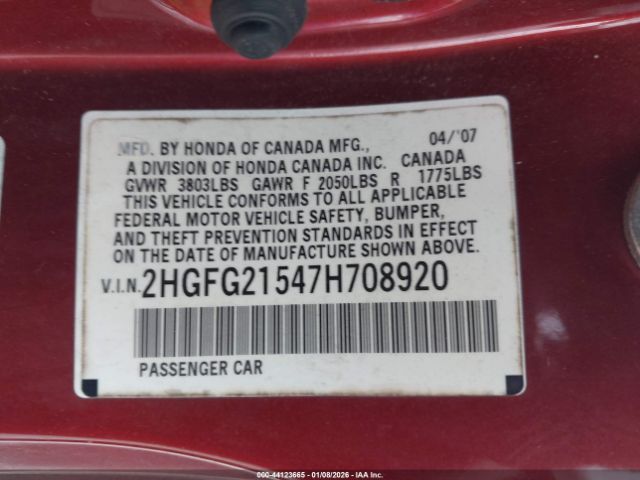 MFD. BY HONDA OF CANADA MFG., 04/'07
A DIVISION OF HONDA CANADA INC. CANADA
GVWR 3803LBS GAWR F 2050LBS R 1775LBS
THIS VEHICLE CONFORMS TO ALL APPLICABLE
FEDERAL MOTOR VEHICLE SAFETY, BUMPER,
AND THEFT PREVENTION STANDARDS IN EFFECT
ON THE DATE OF MANUFACTURE SHOWN ABOVE.
V.I.N. 2HGFG21547H708920
PASSENGER CAR
000-44123665 - 01/08/2026 - IAA Inc.